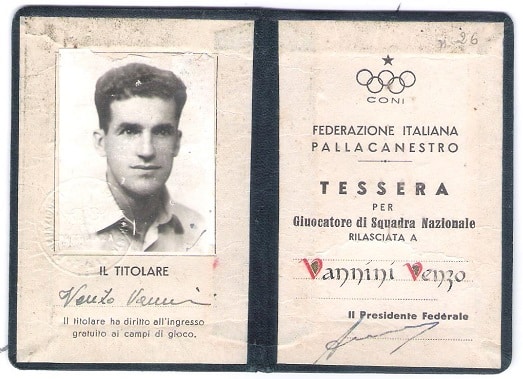 IL TITOLARE
Venzo Vannini
Il titolare ha diritto all'ingresso
gratuito ai campi di gioco.
26
CONI
FEDERAZIONE ITALIANA
PALLACANESTRO
TESSERA
PER
Giuocatore di Squadra Nazionale
RILASCIATA A
Vannini Venzo
Il Presidente Federale